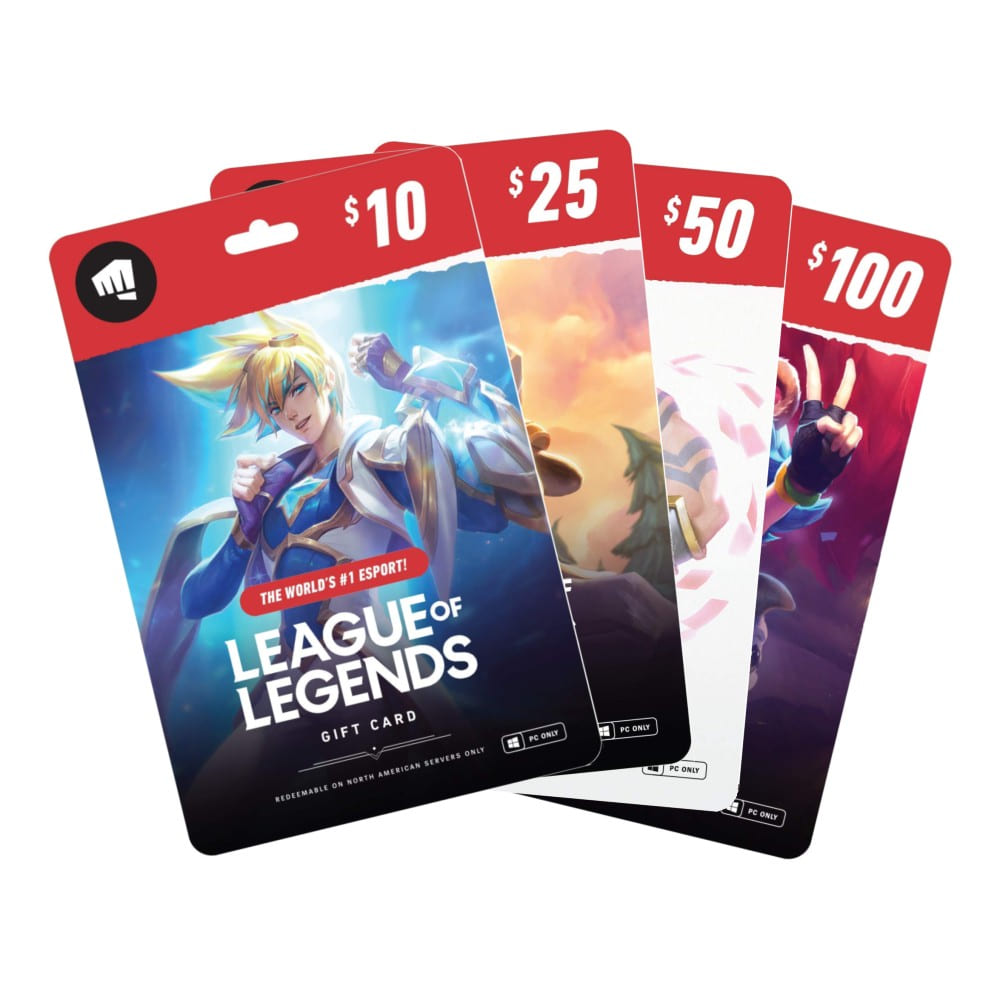 $10
$25
$50
$100
THE WORLD'S #1 ESPORT!
LEAGUE OF
LEGENDS
GIFT CARD
REDEEMABLE ON NORTH AMERICAN SERVERS ONLY
PC ONLY
PC ONLY
PC ONLY
PC ONLY